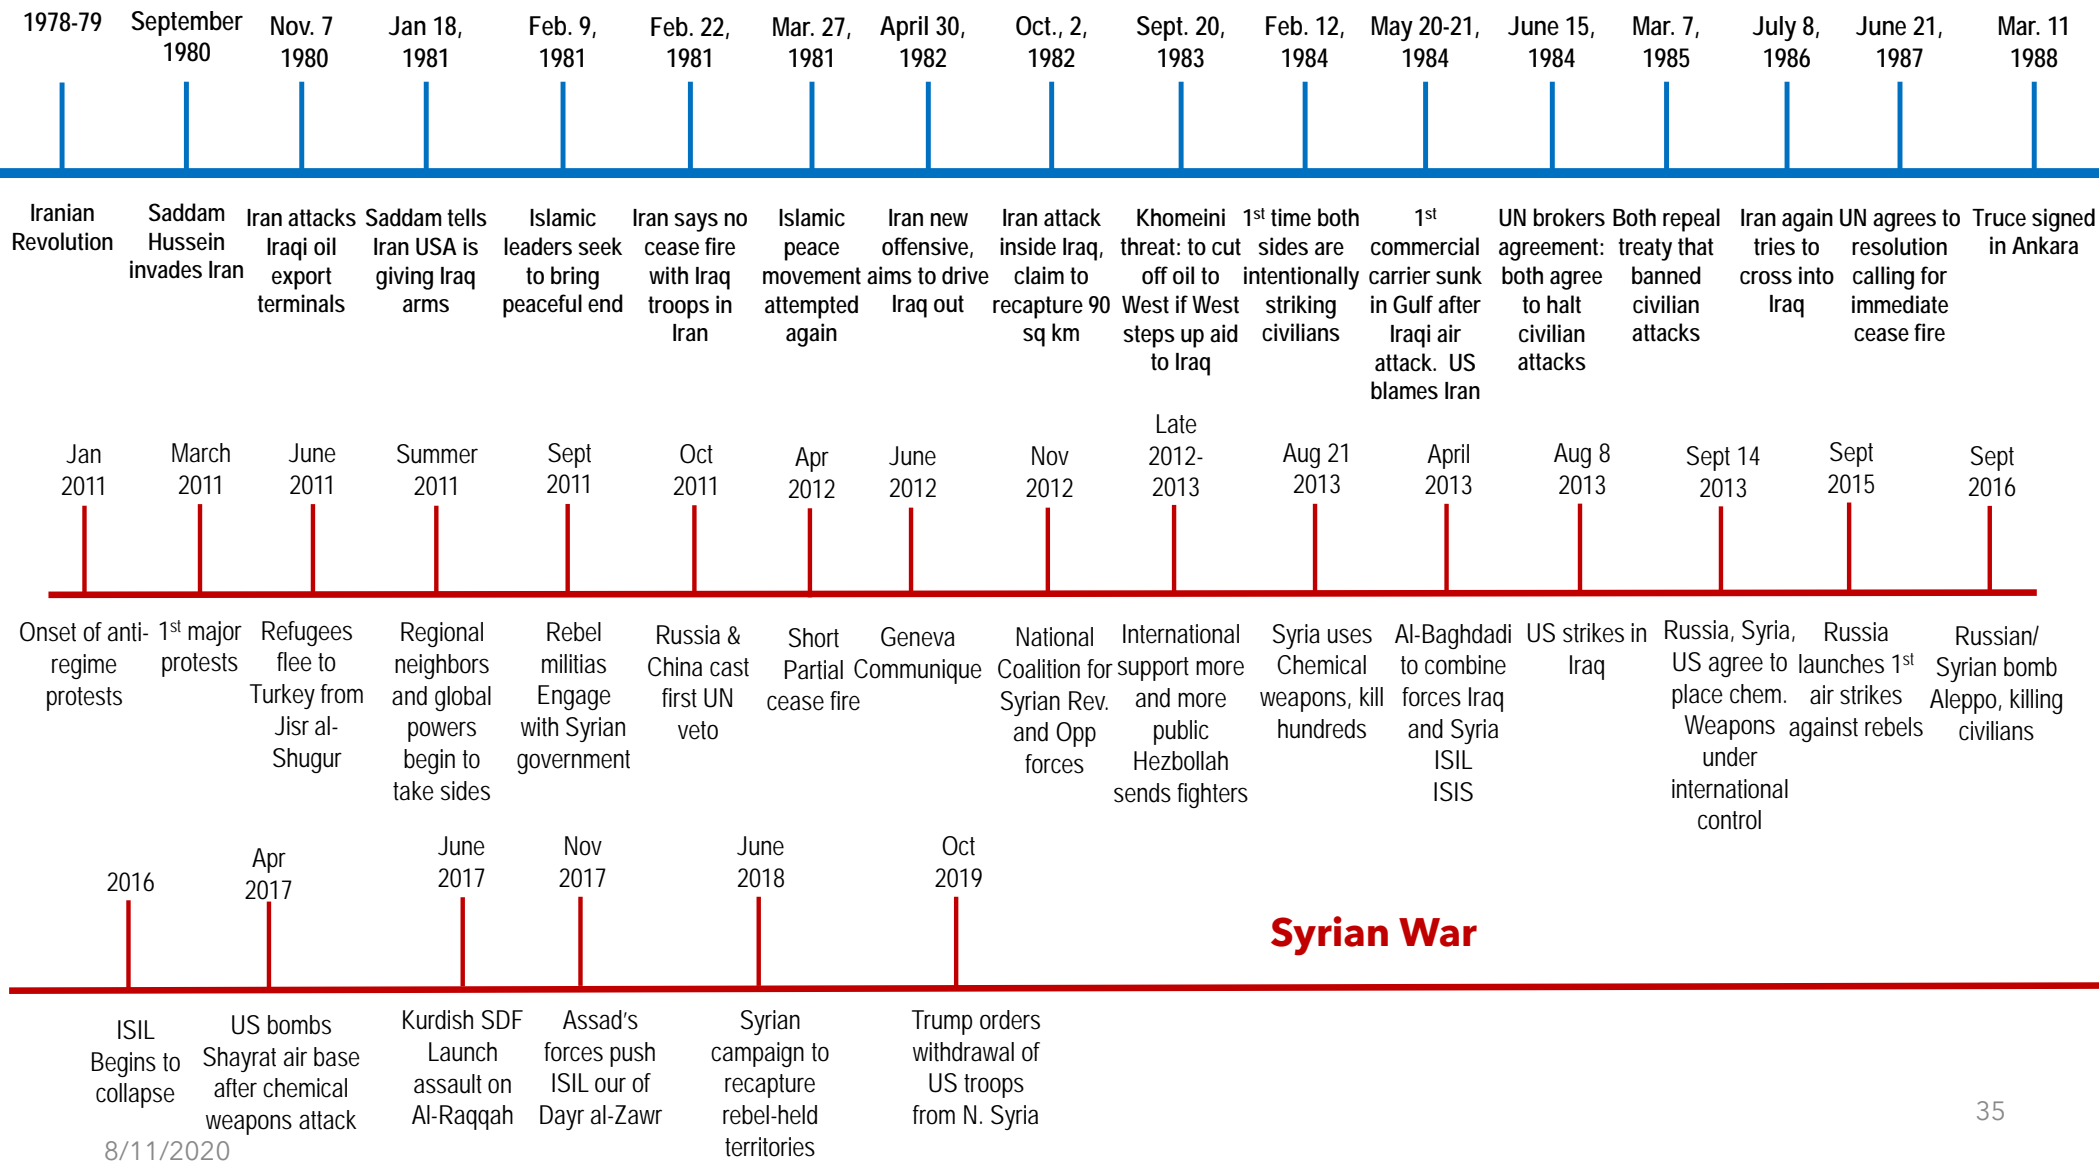 1978-79
September
1980
Nov. 7
1980
Jan 18,
1981
Feb. 9,
1981
Feb. 22,
1981
Mar. 27,
1981
April 30,
1982
Oct., 2,
1982
Sept. 20,
1983
Feb. 12,
1984
May 20-21,
1984
June 15,
1984
Mar. 7,
1985
July 8,
1986
June 21,
1987
Mar. 11
1988
Iranian
Revolution
Saddam
Hussein
invades Iran
Iran attacks
Iraqi oil
export
terminals
Saddam tells
Iran USA is
giving Iraq
arms
Islamic
leaders seek
to bring
peaceful end
Iran says no
cease fire
with Iraq
troops in
Iran
Islamic
peace
movement
attempted
again
Iran new
offensive,
aims to drive
Iraq out
Iran attack
inside Iraq,
claim to
recapture 90
sq km
Khomeini
threat: to cut
off oil to
West if West
steps up aid
to Iraq
1st time both
sides are
intentionally
striking
civilians
1st
commercial
carrier sunk
in Gulf after
Iraqi air
attack. US
blames Iran
UN brokers
agreement:
both agree
to halt
civilian
attacks
Both repeal
treaty that
banned
civilian
attacks
Iran again
tries to
cross into
Iraq
UN agrees to
resolution
calling for
immediate
cease fire
Truce signed
in Ankara
Jan
2011
March
2011
June
2011
Summer
2011
Sept
2011
Oct
2011
Apr
2012
June
2012
Nov
2012
Late
2012-
2013
Aug 21
2013
April
2013
Aug 8
2013
Sept 14
2013
Sept
2015
Sept
2016
Onset of anti-
regime
protests
1st major
protests
Refugees
flee to
Turkey from
Jisr al-
Shugur
Regional
neighbors
and global
powers
begin to
take sides
Rebel
militias
Engage
with Syrian
government
Russia &
China cast
first UN
veto
Short
Partial
cease fire
Geneva
Communique
National
Coalition for
Syrian Rev.
and Opp
forces
International
support more
and more
public
Hezbollah
sends fighters
Syria uses
Chemical
weapons, kill
hundreds
Al-Baghdadi
to combine
forces Iraq
and Syria
ISIL
ISIS
US strikes in
Iraq
Russia, Syria,
US agree to
place chem.
Weapons
under
international
control
Russia
launches 1st
air strikes
against rebels
Russian/
Syrian bomb
Aleppo, killing
civilians
2016
Apr
2017
June
2017
Nov
2017
June
2018
Oct
2019
Syrian War
ISIL
Begins to
collapse
US bombs
Shayrat air base
after chemical
weapons attack
Kurdish SDF
Launch
assault on
Al-Raqqah
Assad's
forces push
ISIL our of
Dayr al-Zawr
Syrian
campaign to
recapture
rebel-held
territories
Trump orders
withdrawal of
US troops
from N. Syria
8/11/2020
35